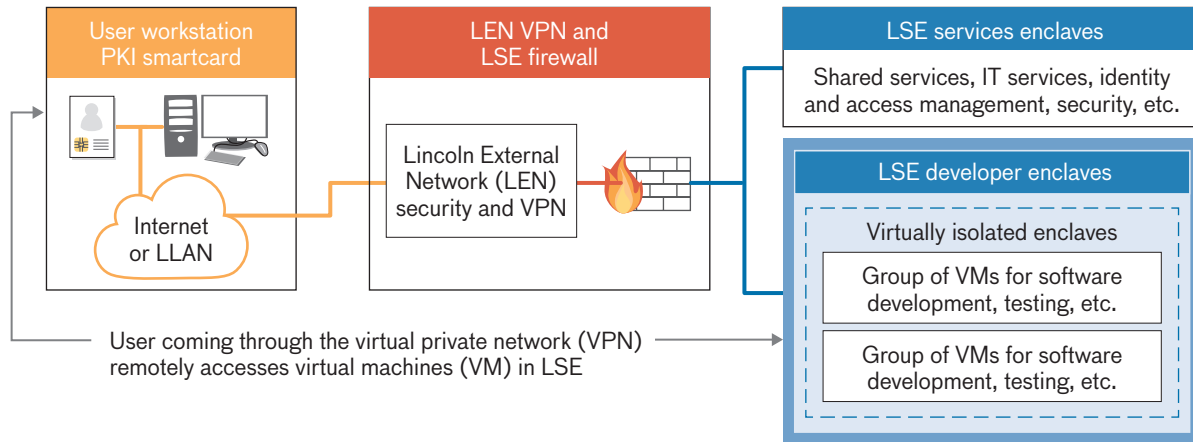 User workstation
PKI smartcard
Internet
or LLAN
LEN VPN and
LSE firewall
Lincoln External
Network (LEN)
security and VPN
LSE services enclaves
Shared services, IT services, identity
and access management, security, etc.
LSE developer enclaves
Virtually isolated enclaves
Group of VMs for software
development, testing, etc.
Group of VMs for software
development, testing, etc.
User coming through the virtual private network (VPN)
remotely accesses virtual machines (VM) in LSE